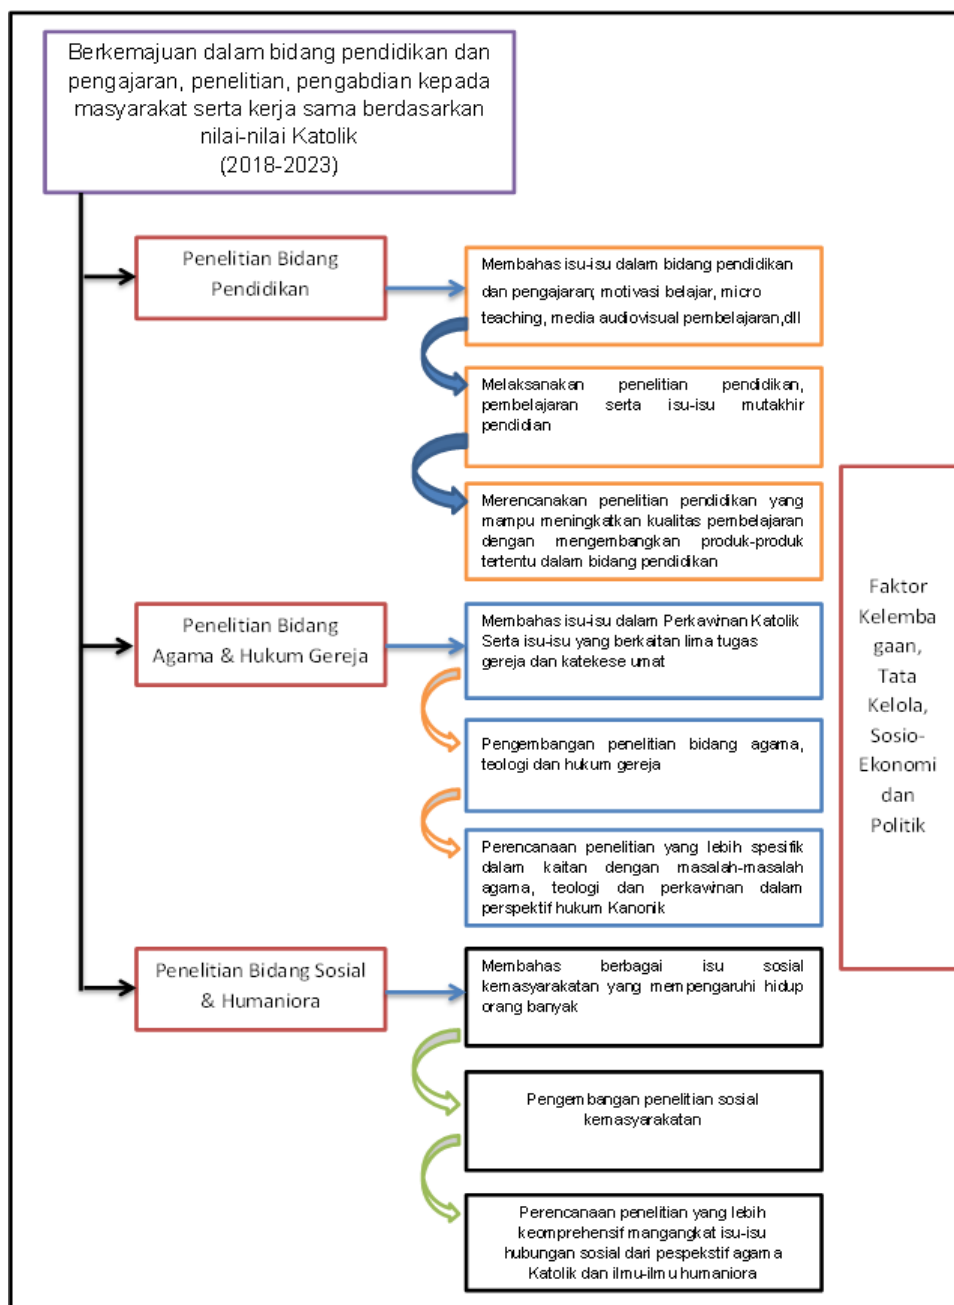 Berkemajuan dalam bidang pendidikan dan
pengajaran, penelitian, pengabdian kepada
masyarakat serta kerja sama berdasarkan
nilai-nilai Katolik
(2018-2023)
Penelitian Bidang
Pendidikan
Membahas isu-isu dalam bidang pendidikan
dan pengajaran; motivasi belajar, micro
teaching, media audiovisual pembelajaran,dll
Melaksanakan penelitian pendidikan,
pembelajaran serta isu-isu mutakhir
pendidian
Merencanakan penelitian pendidikan yang
mampu meningkatkan kualitas pembelajaran
dengan mengembangkan produk-produk
tertentu dalam bidang pendidikan
Penelitian Bidang
Agama & Hukum Gereja
Membahas isu-isu dalam Perkawinan Katolik
Serta isu-isu yang berkaitan lima tugas
gereja dan katekese umat
Pengembangan penelitian bidang agama,
teologi dan hukum gereja
Perencanaan penelitian yang lebih spesifik
dalam kaitan dengan masalah-masalah
agama, teologi dan perkawinan dalam
perspektif hukum Kanonik
Penelitian Bidang Sosial
& Humaniora
Membahas berbagai isu sosial
kemasyarakatan yang mempengaruhi hidup
orang banyak
Pengembangan penelitian sosial
kemasyarakatan
Perencanaan penelitian yang lebih
keomprehensif mangangkat isu-isu
hubungan sosial dari pespekstif agama
Katolik dan ilmu-ilmu humaniora
Faktor
Kelemba
gaan,
Tata
Kelola,
Sosio-
Ekonomi
dan
Politik